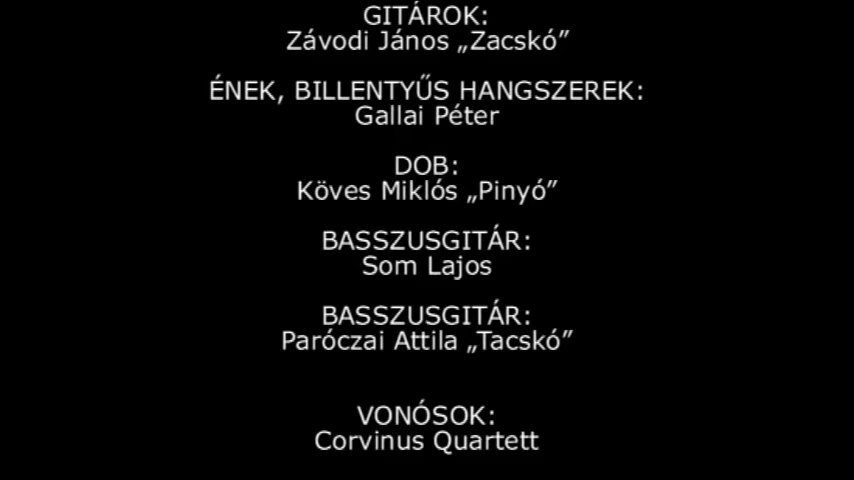 GITÁROK:
Závodi János „Zacskó”
ÉNEK, BILLENTYŰS HANGSZEREK:
Gallai Péter
DOB:
Köves Miklós „Pinyó”
BASSZUSGITÁR:
Som Lajos
BASSZUSGITÁR:
Paróczai Attila „Tacskó”
VONÓSOK:
Corvinus Quartett